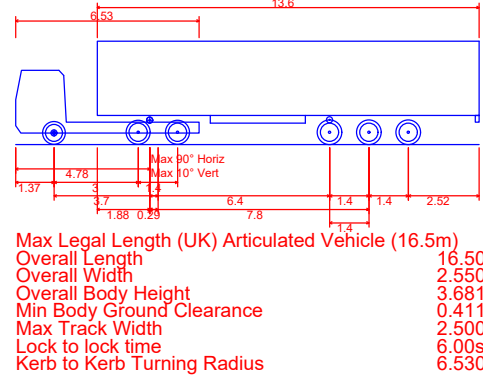 13.6
6.53
Max 90° Horiz
Max 10° Vert
4.78
1.37 3 1.4
3.7 6.4 1.4 1.4 2.52
1.88 0.29 7.8
1.4
Max Legal Length (UK) Articulated Vehicle (16.5m)
Overall Length 16.50
Overall Width 2.550
Overall Body Height 3.681
Min Body Ground Clearance 0.411
Max Track Width 2.500
Lock to lock time 6.00s
Kerb to Kerb Turning Radius 6.530